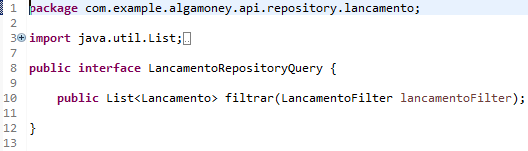 1 package com.example.algamoney.api.repository.lancamento;
2
3 import java.util.List;
7
8 public interface LancamentoRepositoryQuery {
9
10 public List<Lancamento> filtrar(LancamentoFilter lancamentoFilter);
11
12 }
13